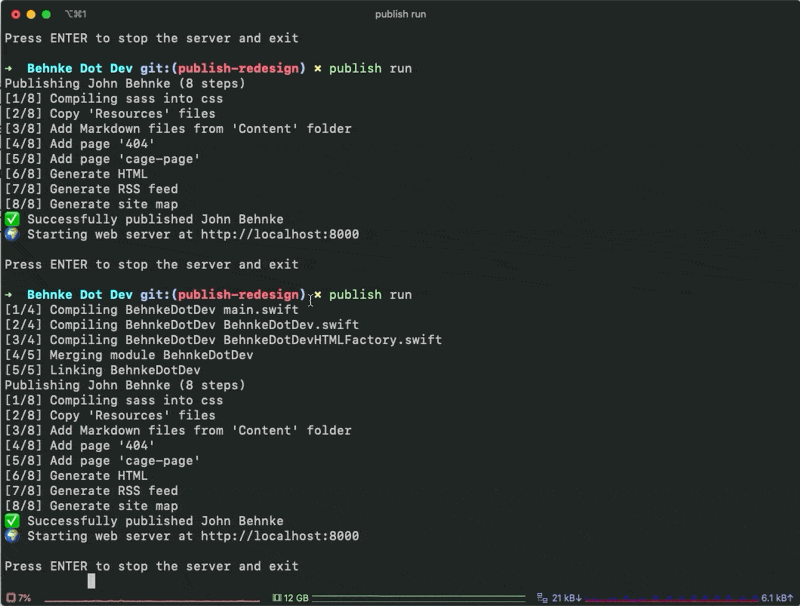 ⌥⌘1
publish run
Press ENTER to stop the server and exit
➜ Behnke Dot Dev git:(publish-redesign) ✗ publish run
Publishing John Behnke (8 steps)
[1/8] Compiling sass into css
[2/8] Copy 'Resources' files
[3/8] Add Markdown files from 'Content' folder
[4/8] Add page '404'
[5/8] Add page 'cage-page'
[6/8] Generate HTML
[7/8] Generate RSS feed
[8/8] Generate site map
✅ Successfully published John Behnke
🌍 Starting web server at http://localhost:8000
Press ENTER to stop the server and exit
➜ Behnke Dot Dev git:(publish-redesign) ✗ publish run
[1/4] Compiling BehnkeDotDev main.swift
[2/4] Compiling BehnkeDotDev BehnkeDotDev.swift
[3/4] Compiling BehnkeDotDev BehnkeDotDevHTMLFactory.swift
[4/5] Merging module BehnkeDotDev
[5/5] Linking BehnkeDotDev
Publishing John Behnke (8 steps)
[1/8] Compiling sass into css
[2/8] Copy 'Resources' files
[3/8] Add Markdown files from 'Content' folder
[4/8] Add page '404'
[5/8] Add page 'cage-page'
[6/8] Generate HTML
[7/8] Generate RSS feed
[8/8] Generate site map
✅ Successfully published John Behnke
🌍 Starting web server at http://localhost:8000
Press ENTER to stop the server and exit
7% 12 GB 21 kB↓ 6.1 kB↑